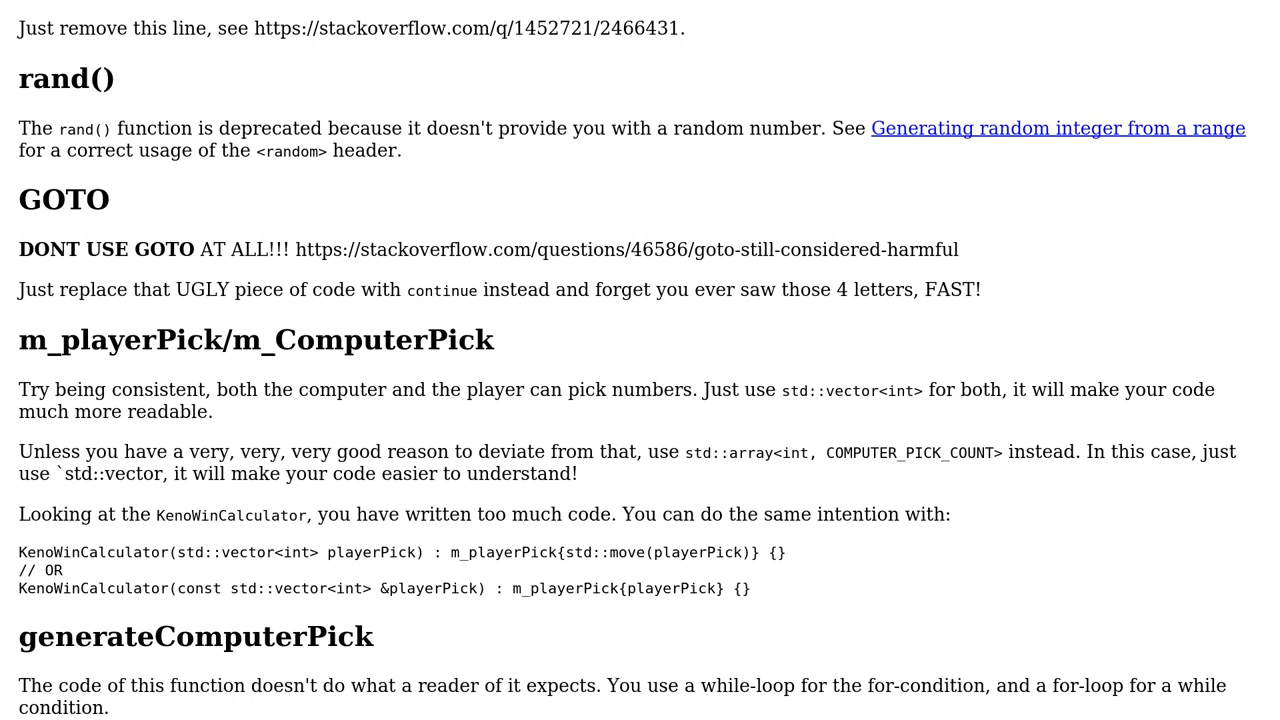 Just remove this line, see https://stackoverflow.com/q/1452721/2466431.
rand()
The rand() function is deprecated because it doesn't provide you with a random number. See Generating random integer from a range
for a correct usage of the <random> header.
GOTO
DONT USE GOTO AT ALL!!! https://stackoverflow.com/questions/46586/goto-still-considered-harmful
Just replace that UGLY piece of code with continue instead and forget you ever saw those 4 letters, FAST!
m_playerPick/m_ComputerPick
Try being consistent, both the computer and the player can pick numbers. Just use std::vector<int> for both, it will make your code
much more readable.
Unless you have a very, very, very good reason to deviate from that, use std::array<int, COMPUTER_PICK_COUNT> instead. In this case, just
use `std::vector, it will make your code easier to understand!
Looking at the KenoWinCalculator, you have written too much code. You can do the same intention with:
KenoWinCalculator(std::vector<int> playerPick) : m_playerPick{std::move(playerPick)} {}
// OR
KenoWinCalculator(const std::vector<int> &playerPick) : m_playerPick{playerPick} {}
generateComputerPick
The code of this function doesn't do what a reader of it expects. You use a while-loop for the for-condition, and a for-loop for a while
condition.